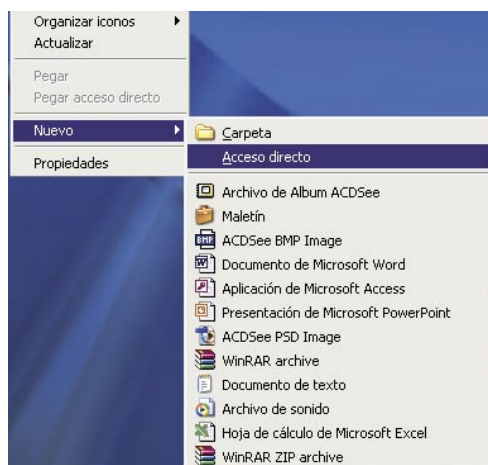 Organizar iconos
Actualizar
Pegar
Pegar acceso directo
Nuevo
Propiedades
Carpeta
Acceso directo
Archivo de Album ACDSee
Maletín
BMP ACDSee BMP Image
Documento de Microsoft Word
Aplicación de Microsoft Access
Presentación de Microsoft PowerPoint
ACDSee PSD Image
WinRAR archive
Documento de texto
Archivo de sonido
Hoja de cálculo de Microsoft Excel
WinRAR ZIP archive